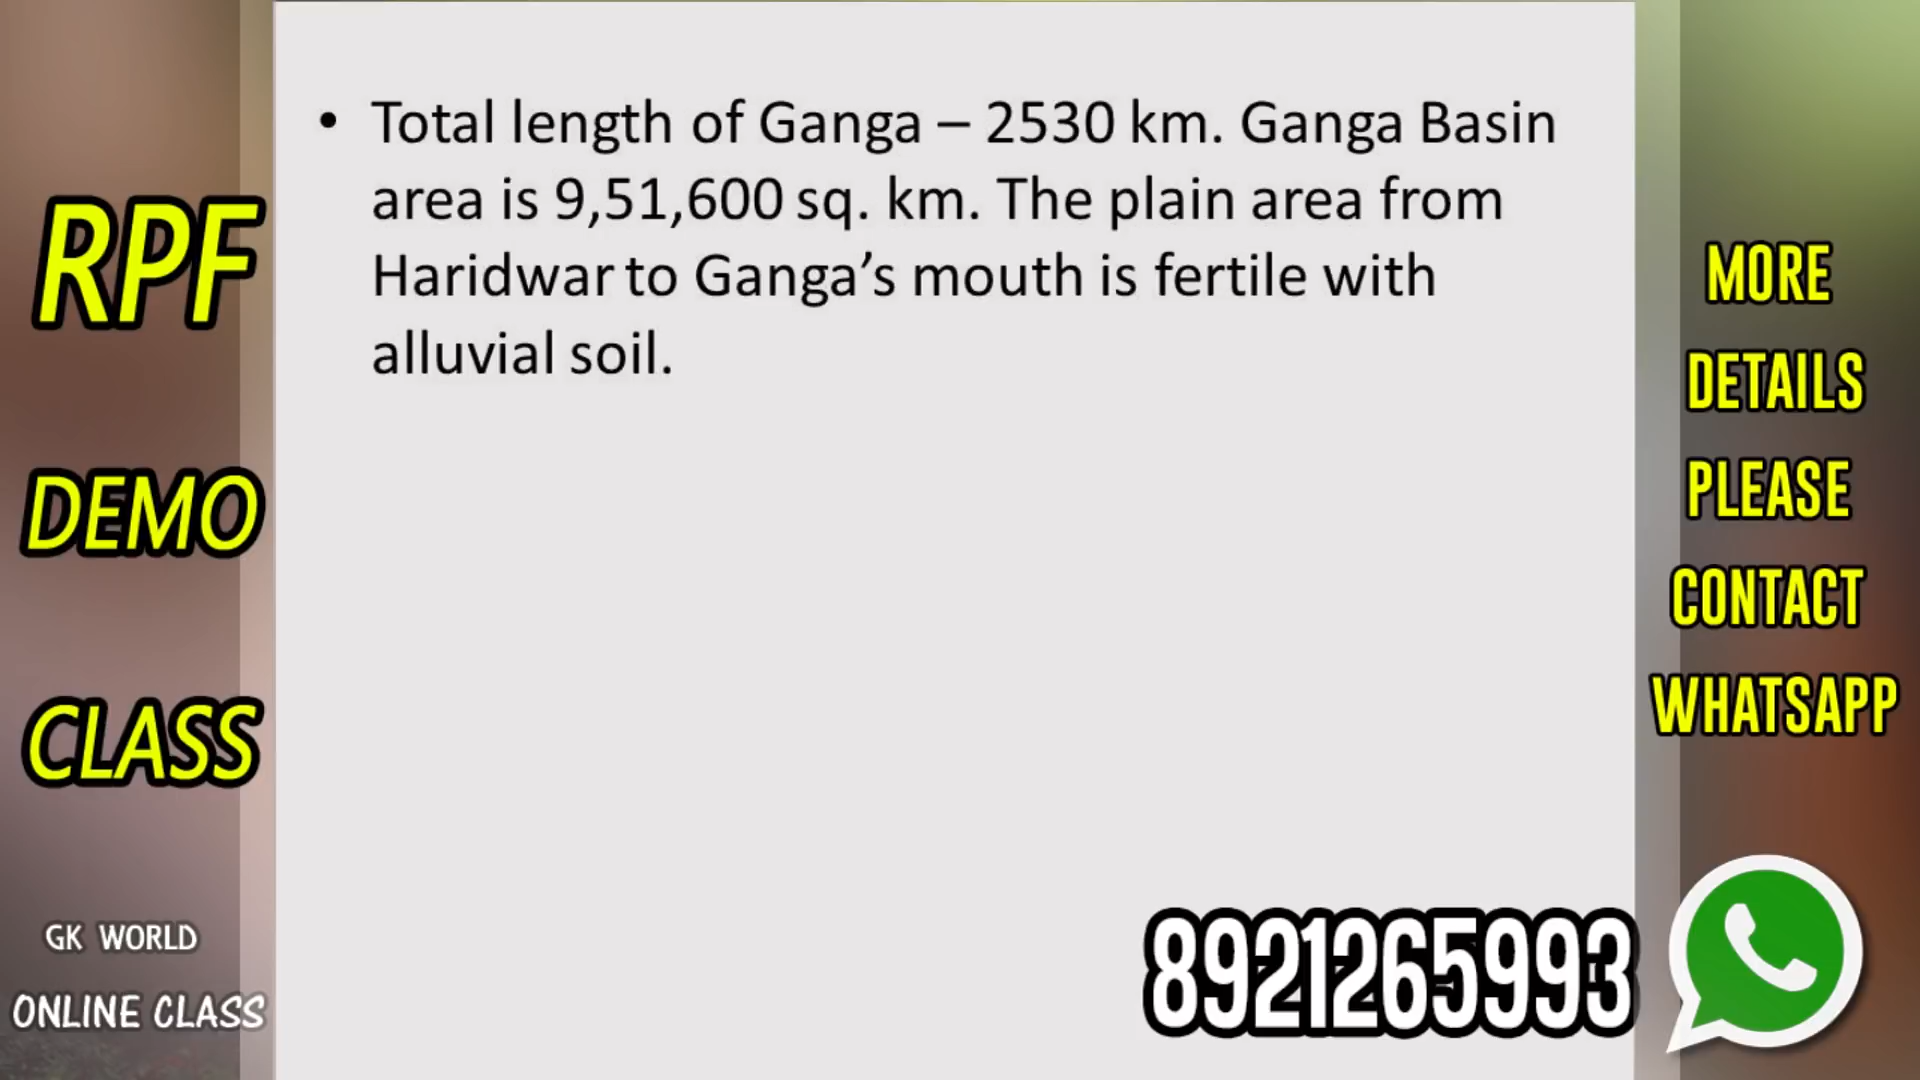 • Total length of Ganga – 2530 km. Ganga Basin
area is 9,51,600 sq. km. The plain area from
Haridwar to Ganga’s mouth is fertile with
alluvial soil.
RPF
DEMO
CLASS
GK WORLD
ONLINE CLASS
MORE
DETAILS
PLEASE
CONTACT
WHATSAPP
8921265993